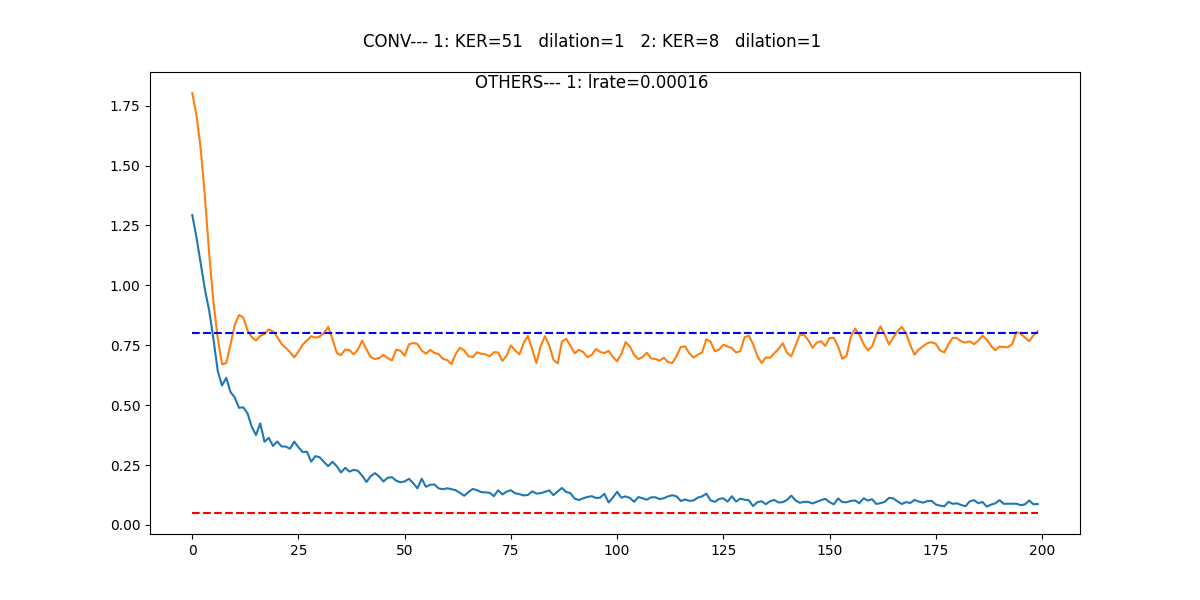 CONV--- 1: KER=51   dilation=1   2: KER=8   dilation=1
OTHERS--- 1: lrate=0.00016
1.75
1.50
1.25
1.00
0.75
0.50
0.25
0.00
0 25 50 75 100 125 150 175 200